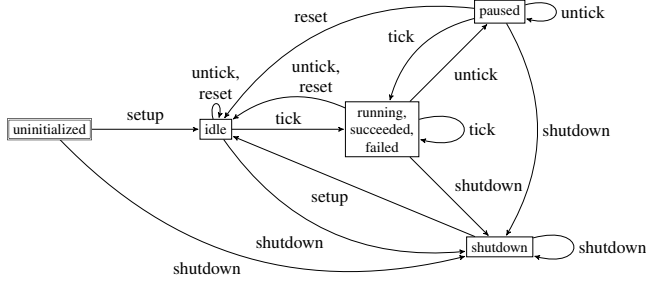 paused
untick
reset
tick
untick,
reset
untick,
reset
untick
setup
uninitialized
idle
tick
running,
succeeded,
failed
tick
shutdown
setup
shutdown
shutdown
shutdown
shutdown
shutdown